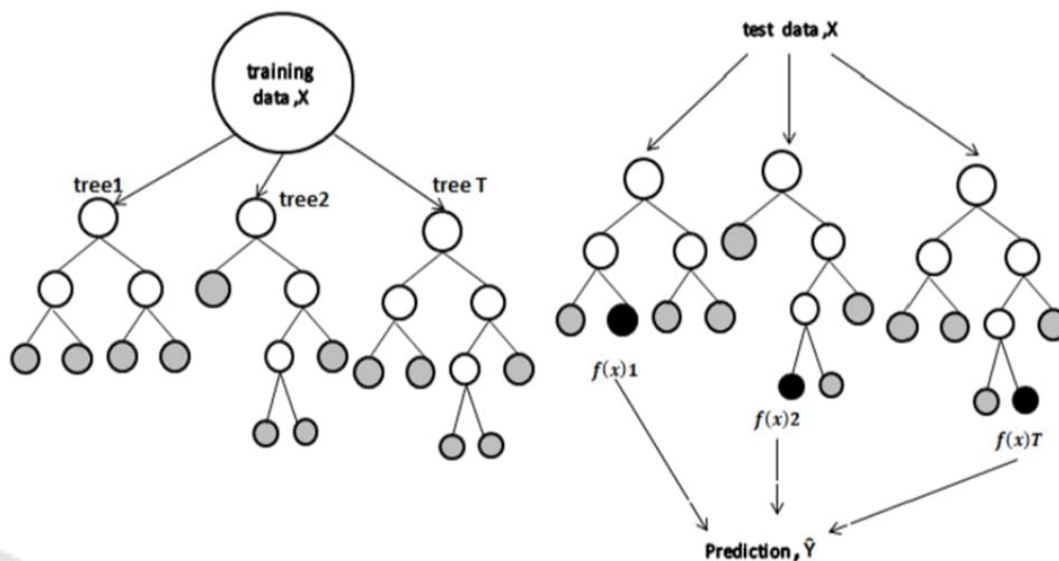 training
data ,X
tree1
tree2
tree T
test data ,X
f(x)1
f(x)2
f(x)T
Prediction, Ŷ